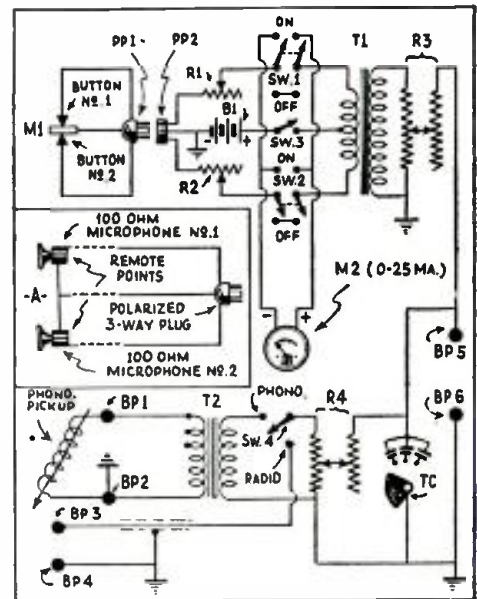 ON
PP1 PP2
T1 R3
R1
BUTTON Nº.1
B1
SW.1
OFF
M1
- + SW.3
ON
BUTTON Nº.2
SW.2
R2
100 OHM MICROPHONE Nº.1
OFF
REMOTE POINTS
M2 (0-25 MA.)
-A-
POLARIZED 3-WAY PLUG
- +
100 OHM MICROPHONE Nº.2
BP5
PHONO. PICKUP
BP1
T2
PHONO.
R4
BP6
SW.4
RADIO
BP2
TC
BP3
BP4